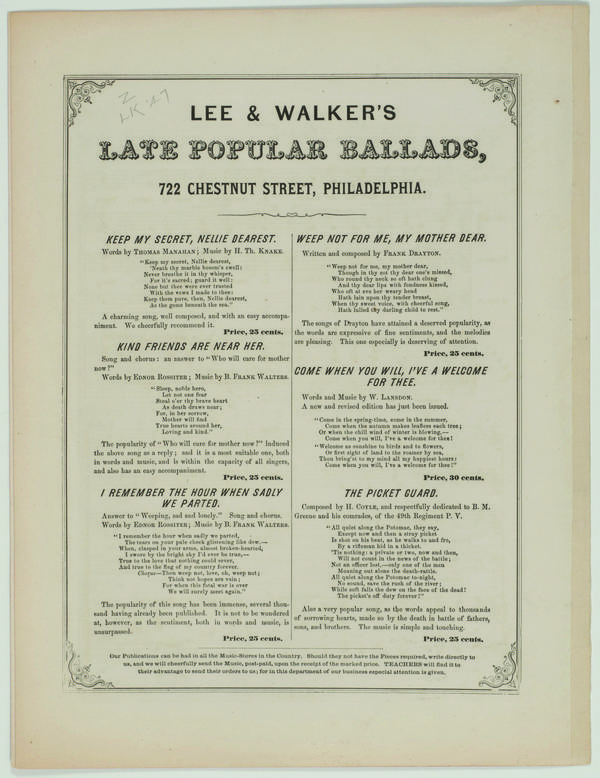 Z
LK '47
LEE & WALKER'S
LATE POPULAR BALLADS,
722 CHESTNUT STREET, PHILADELPHIA.
KEEP MY SECRET, NELLIE DEAREST.
Words by THOMAS MANAHAN; Music by H. TH. KNAKE.
"Keep my secret, Nellie dearest,
'Neath thy marble bosom's swell;
Never breathe it in thy whisper,
For it's sacred; guard it well:
None but thee were ever trusted
With the vows I made to thee;
Keep them pure, then, Nellie dearest,
As the gems beneath the sea."
A charming song, well composed, and with an easy accompa-
niment. We cheerfully recommend it.
Price, 25 cents.
KIND FRIENDS ARE NEAR HER.
Song and chorus: an answer to "Who will care for mother
now?"
Words by EDNOR ROSSITER; Music by B. FRANK WALTERS.
"Sleep, noble hero,
Let not one fear
Steal o'er thy brave heart
As death draws near;
For, in her sorrow,
Mother will find
True hearts around her,
Loving and kind."
The popularity of "Who will care for mother now?" induced
the above song as a reply; and it is a most suitable one, both
in words and music, and is within the capacity of all singers,
and also has an easy accompaniment.
Price, 25 cents.
I REMEMBER THE HOUR WHEN SADLY
WE PARTED.
Answer to "Weeping, sad and lonely." Song and chorus.
Words by EDNOR ROSSITER; Music by B. FRANK WALTERS.
"I remember the hour when sadly we parted,
The tears on your pale cheek glistening like dew,—
When, clasped in your arms, almost broken-hearted,
I swore by the bright sky I'd ever be true,—
True to the love that nothing could sever,
And true to the flag of my country forever.
Chorus—Then weep not, love, oh, weep not;
Think not hopes are vain;
For when this fatal war is over
We will surely meet again."
The popularity of this song has been immense, several thou-
sand having already been published. It is not to be wondered
at, however, as the sentiment, both in words and music, is
unsurpassed.
Price, 25 cents.
WEEP NOT FOR ME, MY MOTHER DEAR.
Written and composed by FRANK DRAYTON.
"Weep not for me, my mother dear,
Though in thy cot thy dear one's missed,
Who round thy neck so oft hath clung
And thy dear lips with fondness kissed,
Who oft at eve her weary head
Hath lain upon thy tender breast,
When thy sweet voice, with cheerful song,
Hath lulled thy darling child to rest."
The songs of Drayton have attained a deserved popularity, as
the words are expressive of fine sentiments, and the melodies
are pleasing. This one especially is deserving of attention.
Price, 25 cents.
COME WHEN YOU WILL, I'VE A WELCOME
FOR THEE.
Words and Music by W. LANSDON.
A new and revised edition has just been issued.
"Come in the spring-time, come in the summer,
Come when the autumn makes leafless each tree;
Or when the chill wind of winter is blowing,—
Come when you will, I've a welcome for thee!
"Welcome as sunshine to birds and to flowers,
Or first sight of land to the roamer by sea,
Thou bring'st to my mind all my happiest hours:
Come when you will, I've a welcome for thee!"
Price, 30 cents.
THE PICKET GUARD.
Composed by H. COYLE, and respectfully dedicated to B. M.
Greene and his comrades, of the 49th Regiment P. V.
"All quiet along the Potomac, they say,
Except now and then a stray picket
Is shot on his beat, as he walks to and fro,
By a rifleman hid in a thicket.
'Tis nothing: a private or two, now and then,
Will not count in the news of the battle;
Not an officer lost,—only one of the men
Meaning out alone the death-rattle.
All quiet along the Potomac to-night,
No sound, save the rush of the river;
While soft falls the dew on the face of the dead!
The picket's off duty forever!"
Also a very popular song, as the words appeal to thousands
of sorrowing hearts, made so by the death in battle of fathers,
sons, and brothers. The music is simple and touching.
Price, 25 cents.
Our Publications can be had in all the Music-Stores in the Country. Should they not have the Pieces required, write directly to
us, and we will cheerfully send the Music, post-paid, upon the receipt of the marked price. TEACHERS will find it to
their advantage to send their orders to us; for in this department of our business especial attention is given.